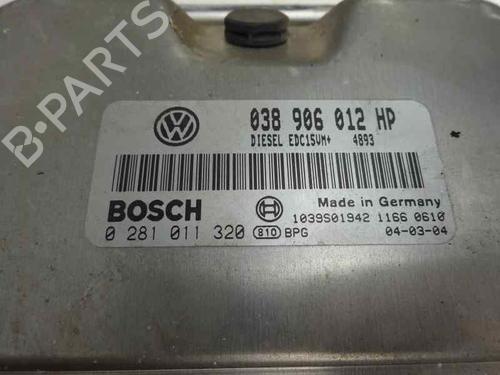 038 906 012 HP
DIESEL EDC15VM+ 4893
BOSCH
Made in Germany
1039S01942 1166 0610
0 281 011 320 810 BPG 04-03-04